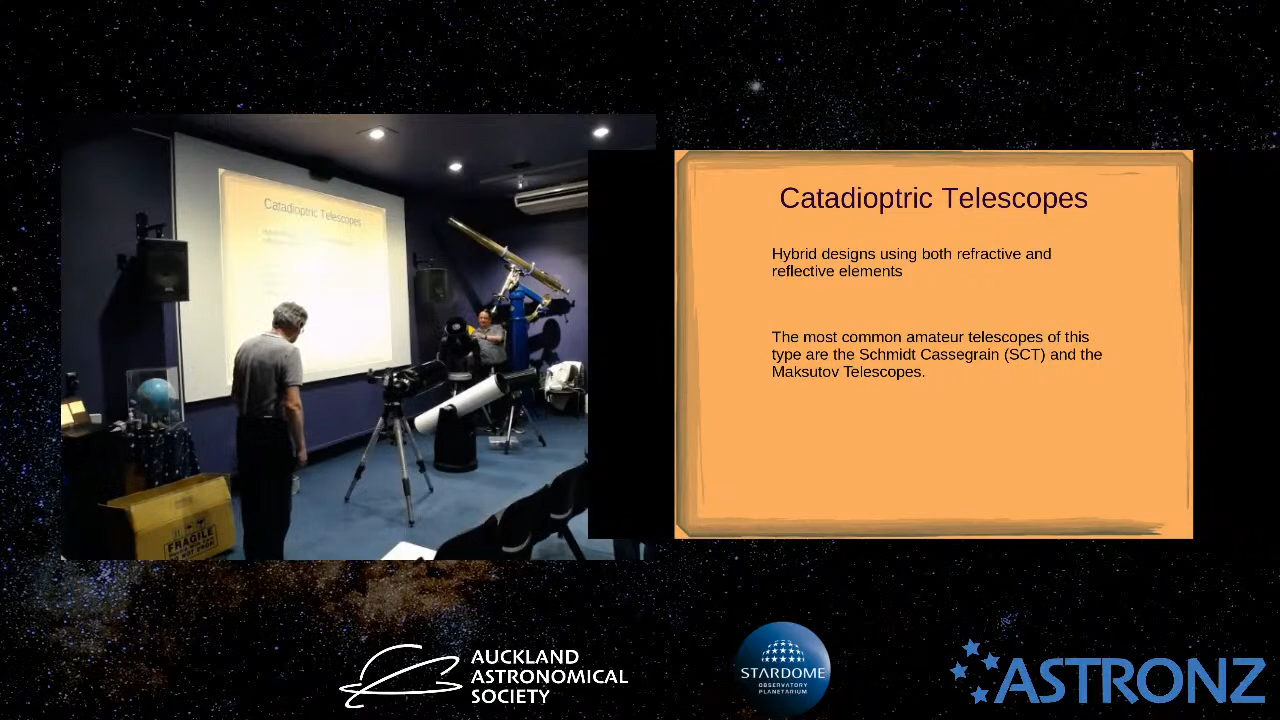 Catadioptric Telescopes
FRAGILE
Catadioptric Telescopes
Hybrid designs using both refractive and
reflective elements
The most common amateur telescopes of this
type are the Schmidt Cassegrain (SCT) and the
Maksutov Telescopes.
AUCKLAND
ASTRONOMICAL
SOCIETY
STARDOME
OBSERVATORY
PLANETARIUM
ASTRONZ